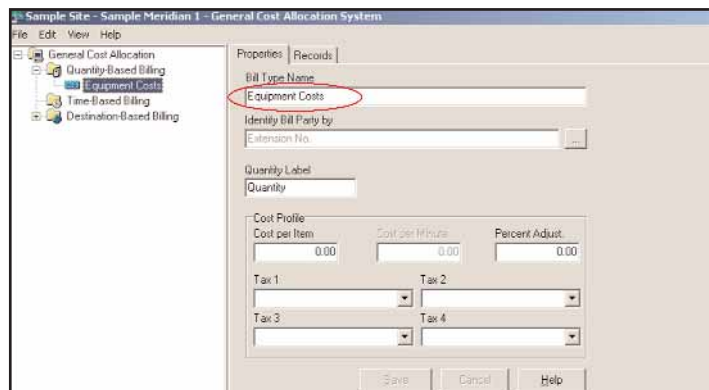 Sample Site - Sample Meridian 1 - General Cost Allocation System
File Edit View Help
General Cost Allocation
Quantity-Based Billing
Equipment Costs
Time-Based Billing
Destination-Based Billing
Properties Records
Bill Type Name
Equipment Costs
Identify Bill Party by
Extension No.
...
Quantity Label
Quantity
Cost Profile
Cost per Item Cost per Minute Percent Adjust.
0.00 0.00 0.00
Tax 1 Tax 2
Tax 3 Tax 4
Save Cancel Help